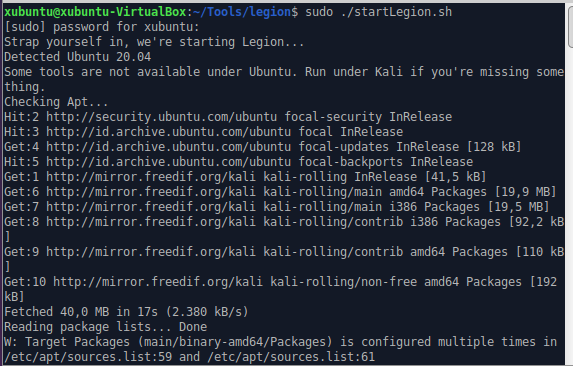 xubuntu@xubuntu-VirtualBox:~/Tools/legion$ sudo ./startLegion.sh
[sudo] password for xubuntu:
Strap yourself in, we're starting Legion...
Detected Ubuntu 20.04
Some tools are not available under Ubuntu. Run under Kali if you're missing some
thing.
Checking Apt...
Hit:2 http://security.ubuntu.com/ubuntu focal-security InRelease
Hit:3 http://id.archive.ubuntu.com/ubuntu focal InRelease
Get:4 http://id.archive.ubuntu.com/ubuntu focal-updates InRelease [128 kB]
Hit:5 http://id.archive.ubuntu.com/ubuntu focal-backports InRelease
Get:1 http://mirror.freedif.org/kali kali-rolling InRelease [41,5 kB]
Get:6 http://mirror.freedif.org/kali kali-rolling/main amd64 Packages [19,9 MB]
Get:7 http://mirror.freedif.org/kali kali-rolling/main i386 Packages [19,5 MB]
Get:8 http://mirror.freedif.org/kali kali-rolling/contrib i386 Packages [92,2 kB
]
Get:9 http://mirror.freedif.org/kali kali-rolling/contrib amd64 Packages [110 kB
]
Get:10 http://mirror.freedif.org/kali kali-rolling/non-free amd64 Packages [192
kB]
Fetched 40,0 MB in 17s (2.380 kB/s)
Reading package lists... Done
W: Target Packages (main/binary-amd64/Packages) is configured multiple times in
/etc/apt/sources.list:59 and /etc/apt/sources.list:61